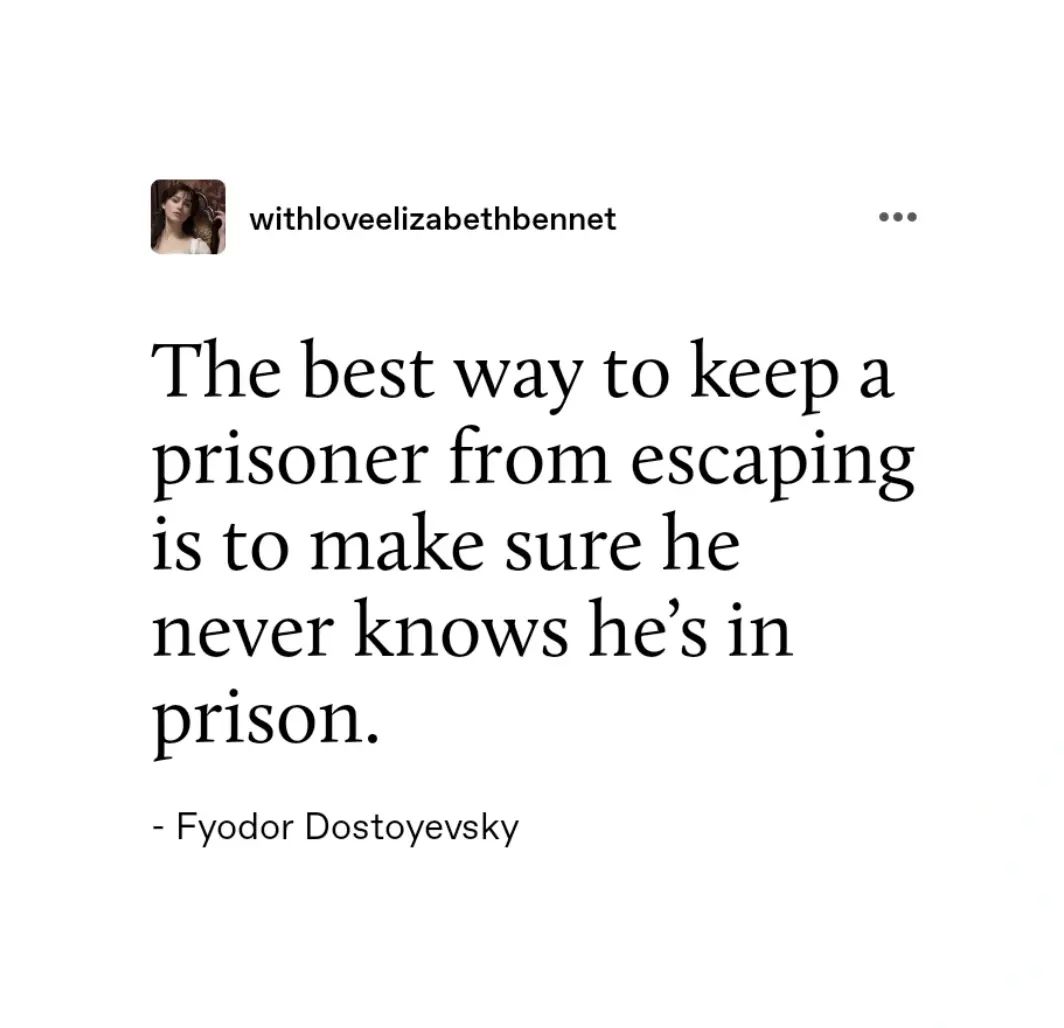 withloveelizabethbennet
The best way to keep a
prisoner from escaping
is to make sure he
never knows he’s in
prison.
- Fyodor Dostoyevsky